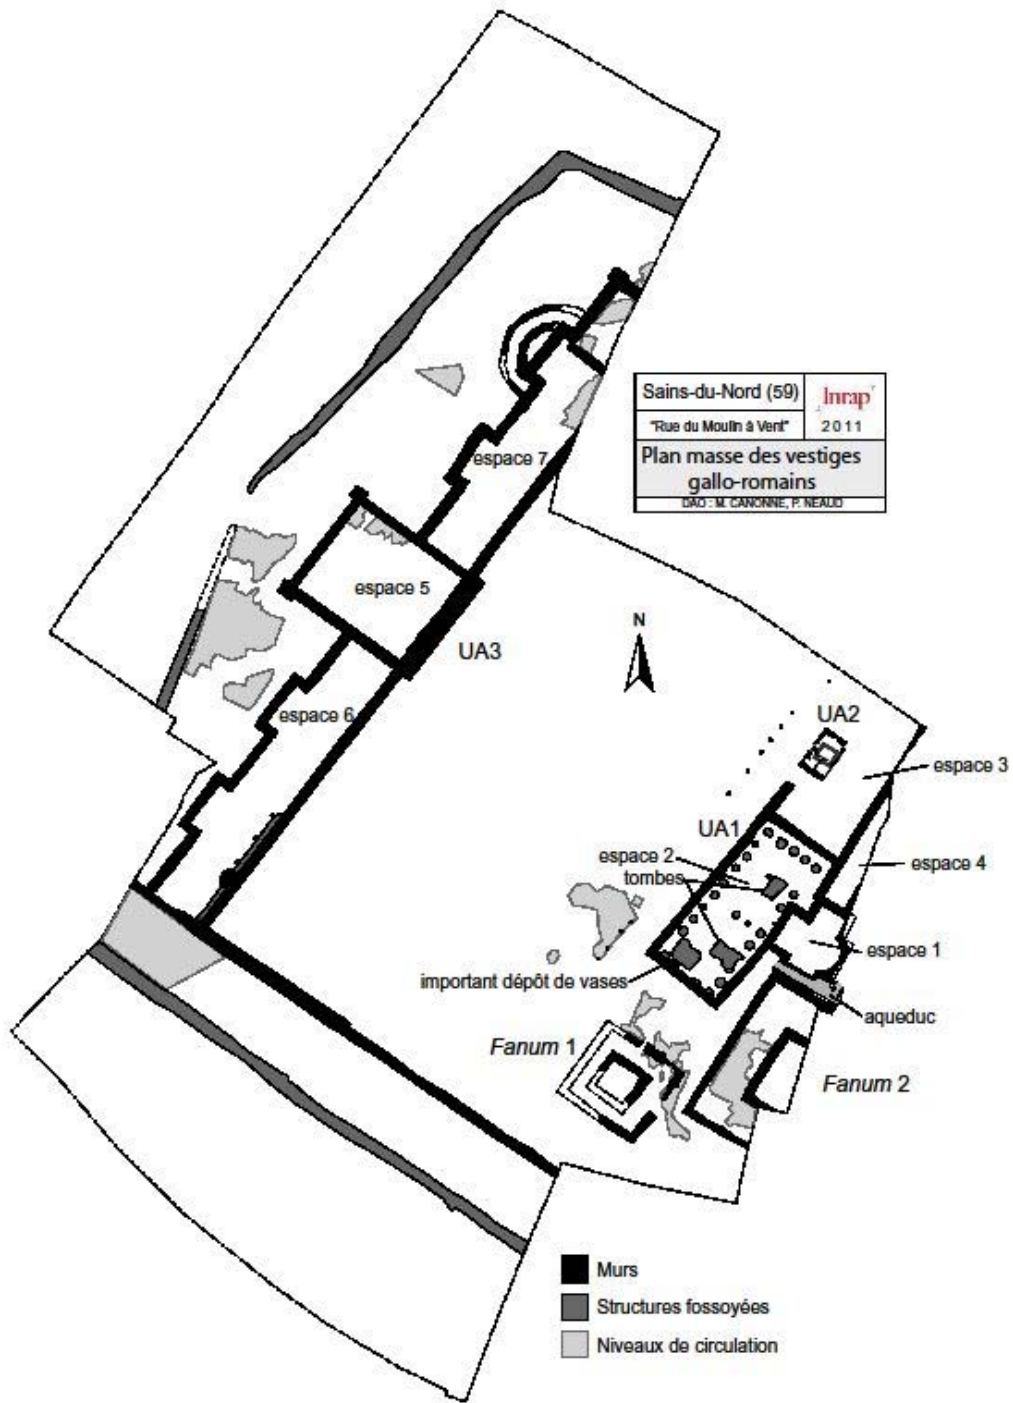 Sains-du-Nord (59)
Inrap
"Rue du Moulin à Vent"
2011
Plan masse des vestiges
gallo-romains
DAO : M. CANONNE, P. NEAUD
espace 7
espace 5
N
UA3
espace 6
UA2
espace 3
UA1
espace 2
tombes
espace 4
espace 1
important dépôt de vases
aqueduc
Fanum 1
Fanum 2
Murs
Structures fossoyées
Niveaux de circulation